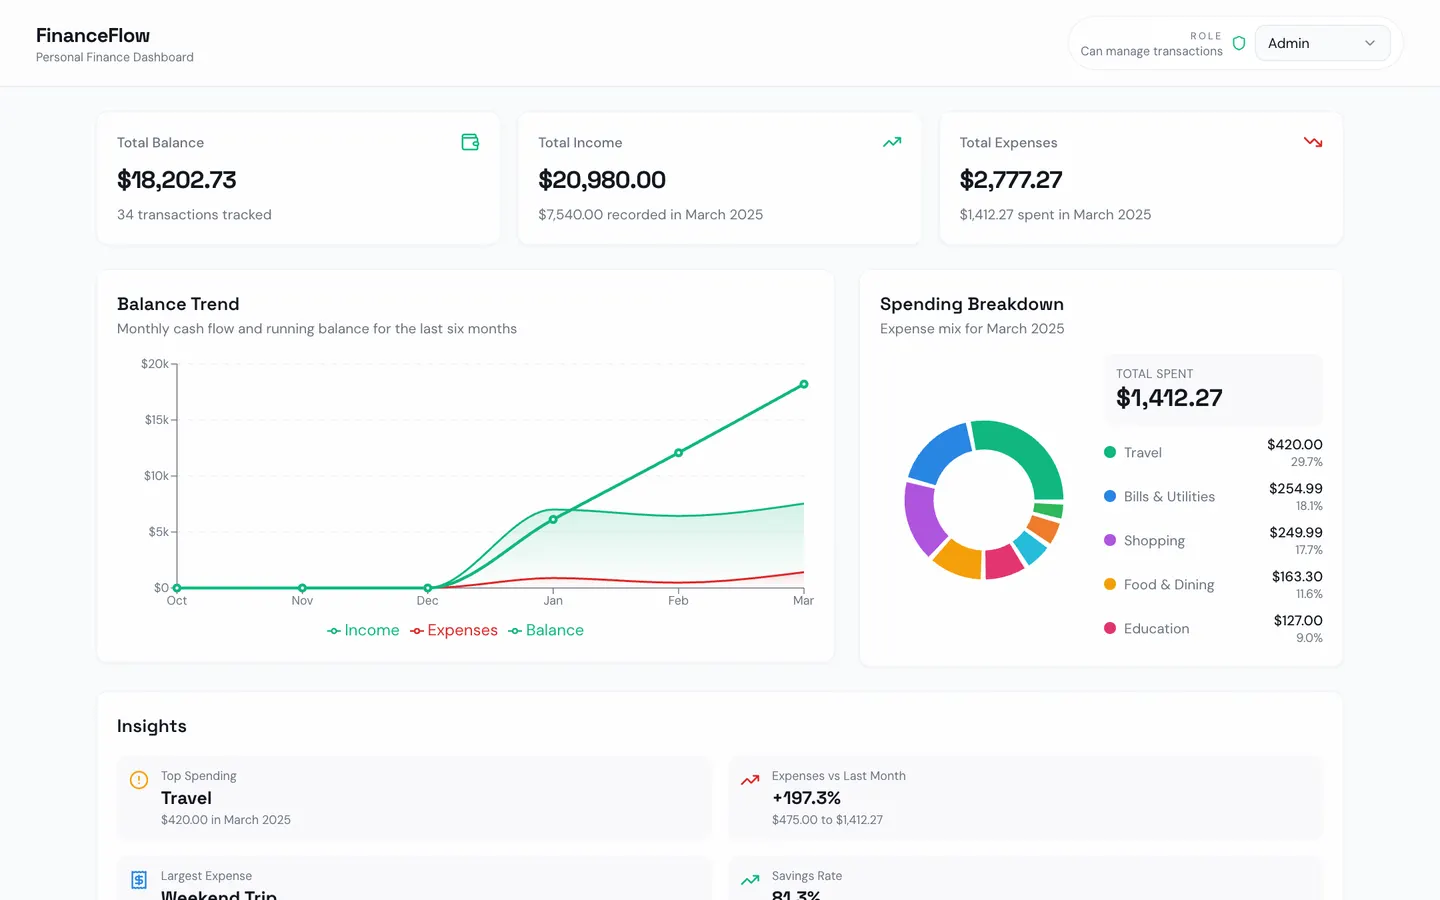 FinanceFlow
Personal Finance Dashboard
ROLE
Can manage transactions
Admin
Total Balance
$18,202.73
34 transactions tracked
Total Income
$20,980.00
$7,540.00 recorded in March 2025
Total Expenses
$2,777.27
$1,412.27 spent in March 2025
Balance Trend
Monthly cash flow and running balance for the last six months
$20k
$15k
$10k
$5k
$0
Oct Nov Dec Jan Feb Mar
Income Expenses Balance
Spending Breakdown
Expense mix for March 2025
TOTAL SPENT
$1,412.27
Travel $420.00
29.7%
Bills & Utilities $254.99
18.1%
Shopping $249.99
17.7%
Food & Dining $163.30
11.6%
Education $127.00
9.0%
Insights
Top Spending
Travel
$420.00 in March 2025
Expenses vs Last Month
+197.3%
$475.00 to $1,412.27
Largest Expense
Weekend Trip
Savings Rate
81.3%